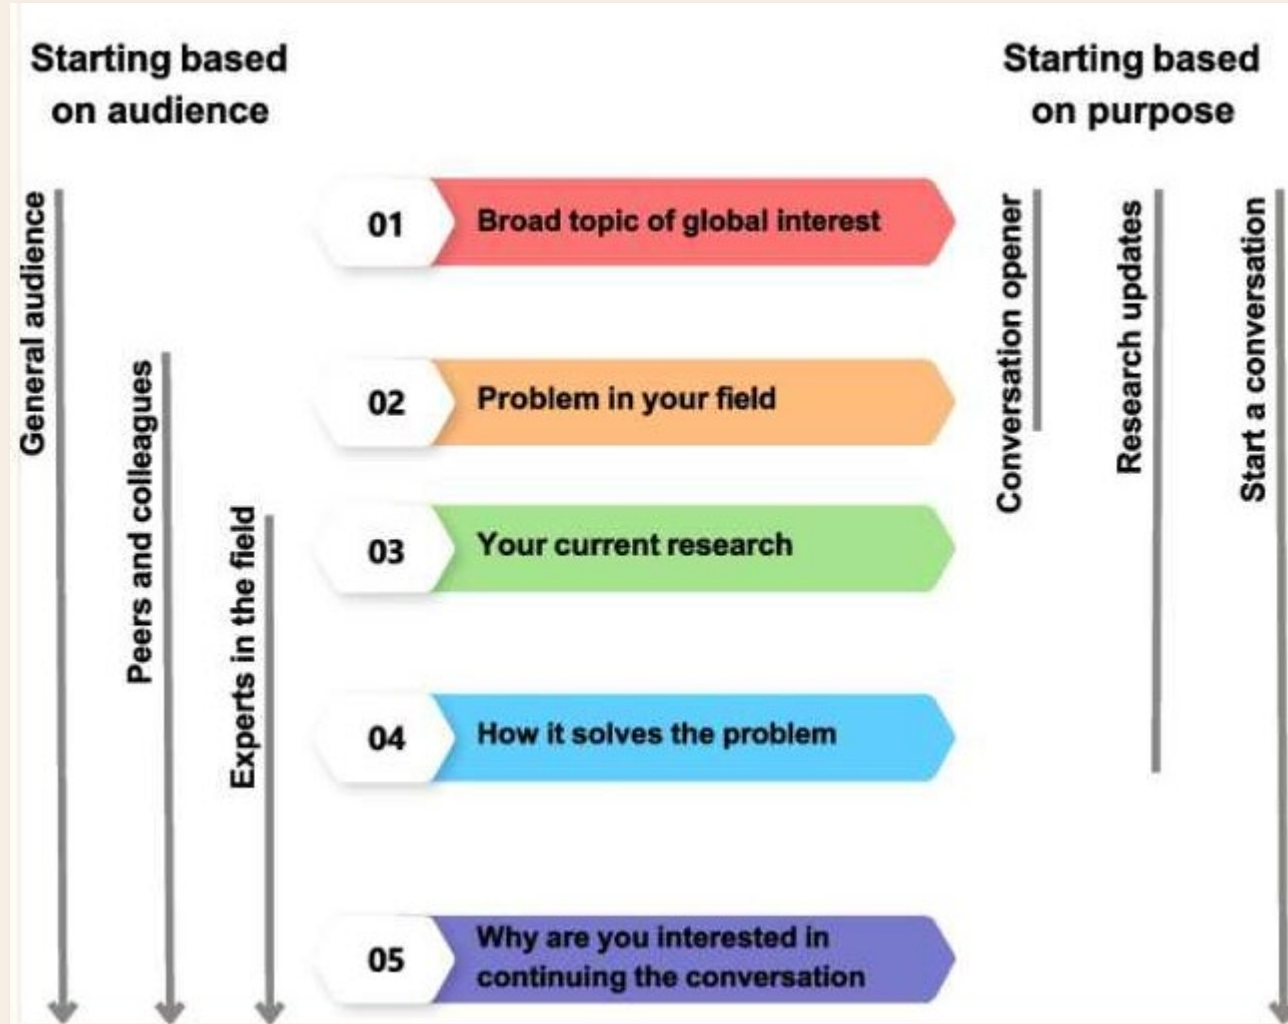 Starting based
on audience
Starting based
on purpose
General audience
Peers and colleagues
Experts in the field
01
Broad topic of global interest
02
Problem in your field
03
Your current research
04
How it solves the problem
05
Why are you interested in
continuing the conversation
Conversation opener
Research updates
Start a conversation